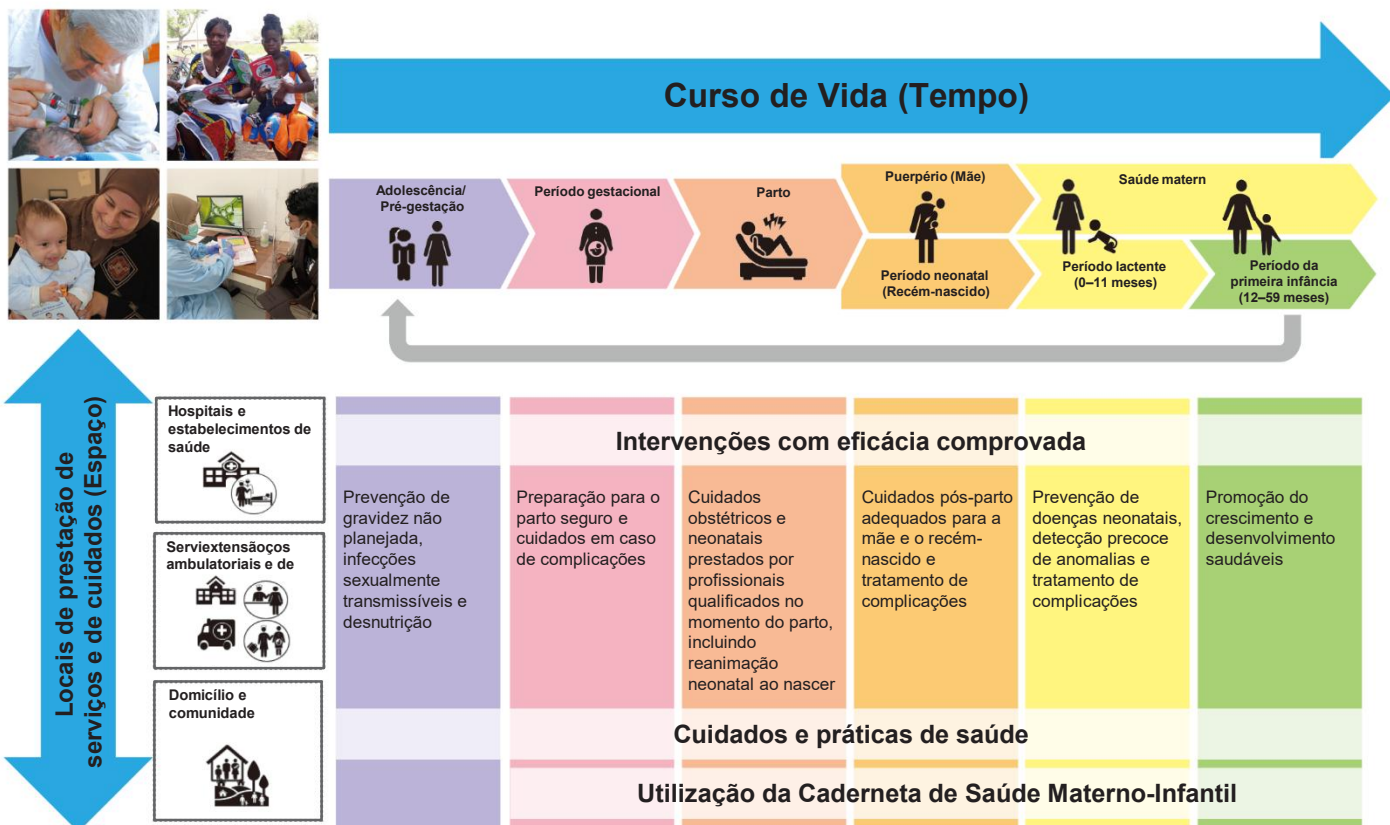 Curso de Vida (Tempo)
Adolescência/
Pré-gestação
Período gestacional
Parto
Puerpério (Mãe)
Saúde matern
Período neonatal
(Recém-nascido)
Período lactente
(0–11 meses)
Período da
primeira infância
(12–59 meses)
Locais de prestação de
serviços e de cuidados (Espaço)
Hospitais e
estabelecimentos de
saúde
Serviextensãoços
ambulatoriais e de
Domicílio e
comunidade
Intervenções com eficácia comprovada
Prevenção de
gravidez não
planejada,
infecções
sexualmente
transmissíveis e
desnutrição
Preparação para o
parto seguro e
cuidados em caso
de complicações
Cuidados
obstétricos e
neonatais
prestados por
profissionais
qualificados no
momento do parto,
incluindo
reanimação
neonatal ao nascer
Cuidados pós-parto
adequados para a
mãe e o recém-
nascido e
tratamento de
complicações
Prevenção de
doenças neonatais,
detecção precoce
de anomalias e
tratamento de
complicações
Promoção do
crescimento e
desenvolvimento
saudáveis
Cuidados e práticas de saúde
Utilização da Caderneta de Saúde Materno-Infantil